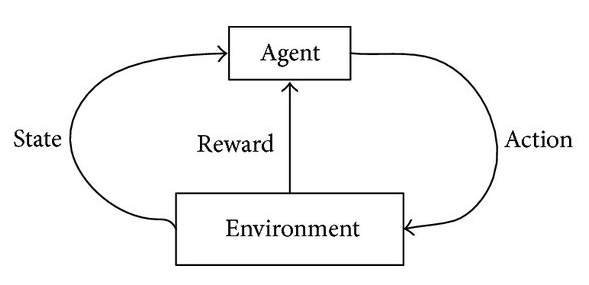 Agent
State
Reward
Action
Environment